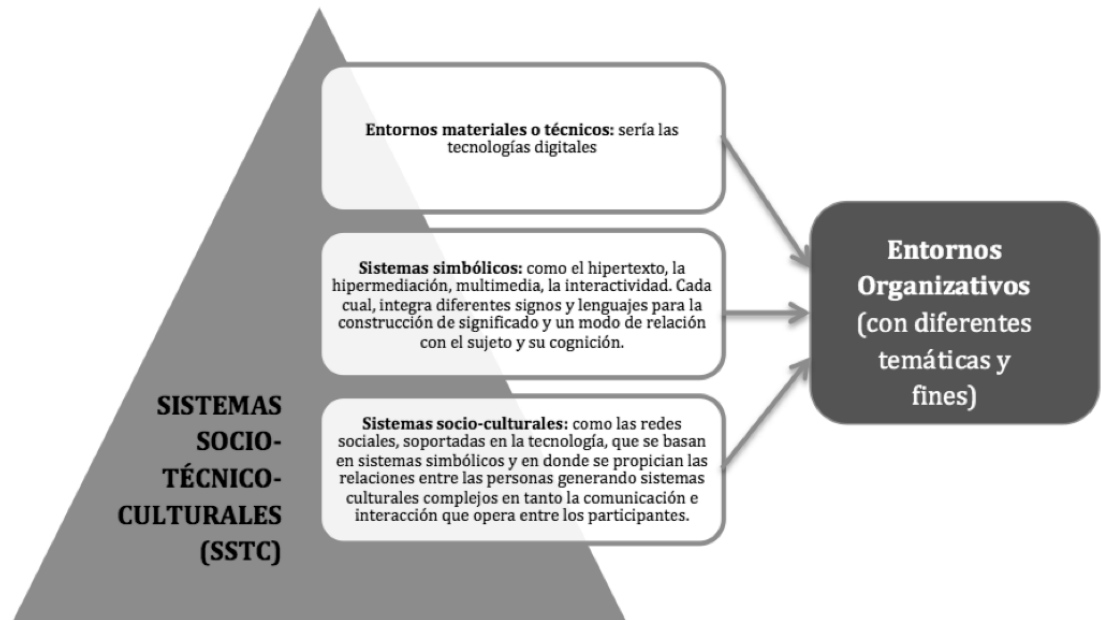 Entornos materiales o técnicos: sería las
tecnologías digitales
Sistemas simbólicos: como el hipertexto, la
hipermediación, multimedia, la interactividad. Cada
cual, integra diferentes signos y lenguajes para la
construcción de significado y un modo de relación
con el sujeto y su cognición.
Sistemas socio-culturales: como las redes
sociales, soportadas en la tecnología, que se basan
en sistemas simbólicos y en donde se propician las
relaciones entre las personas generando sistemas
culturales complejos en tanto la comunicación e
interacción que opera entre los participantes.
SISTEMAS
SOCIO-
TÉCNICO-
CULTURALES
(SSTC)
Entornos
Organizativos
(con diferentes
temáticas y
fines)